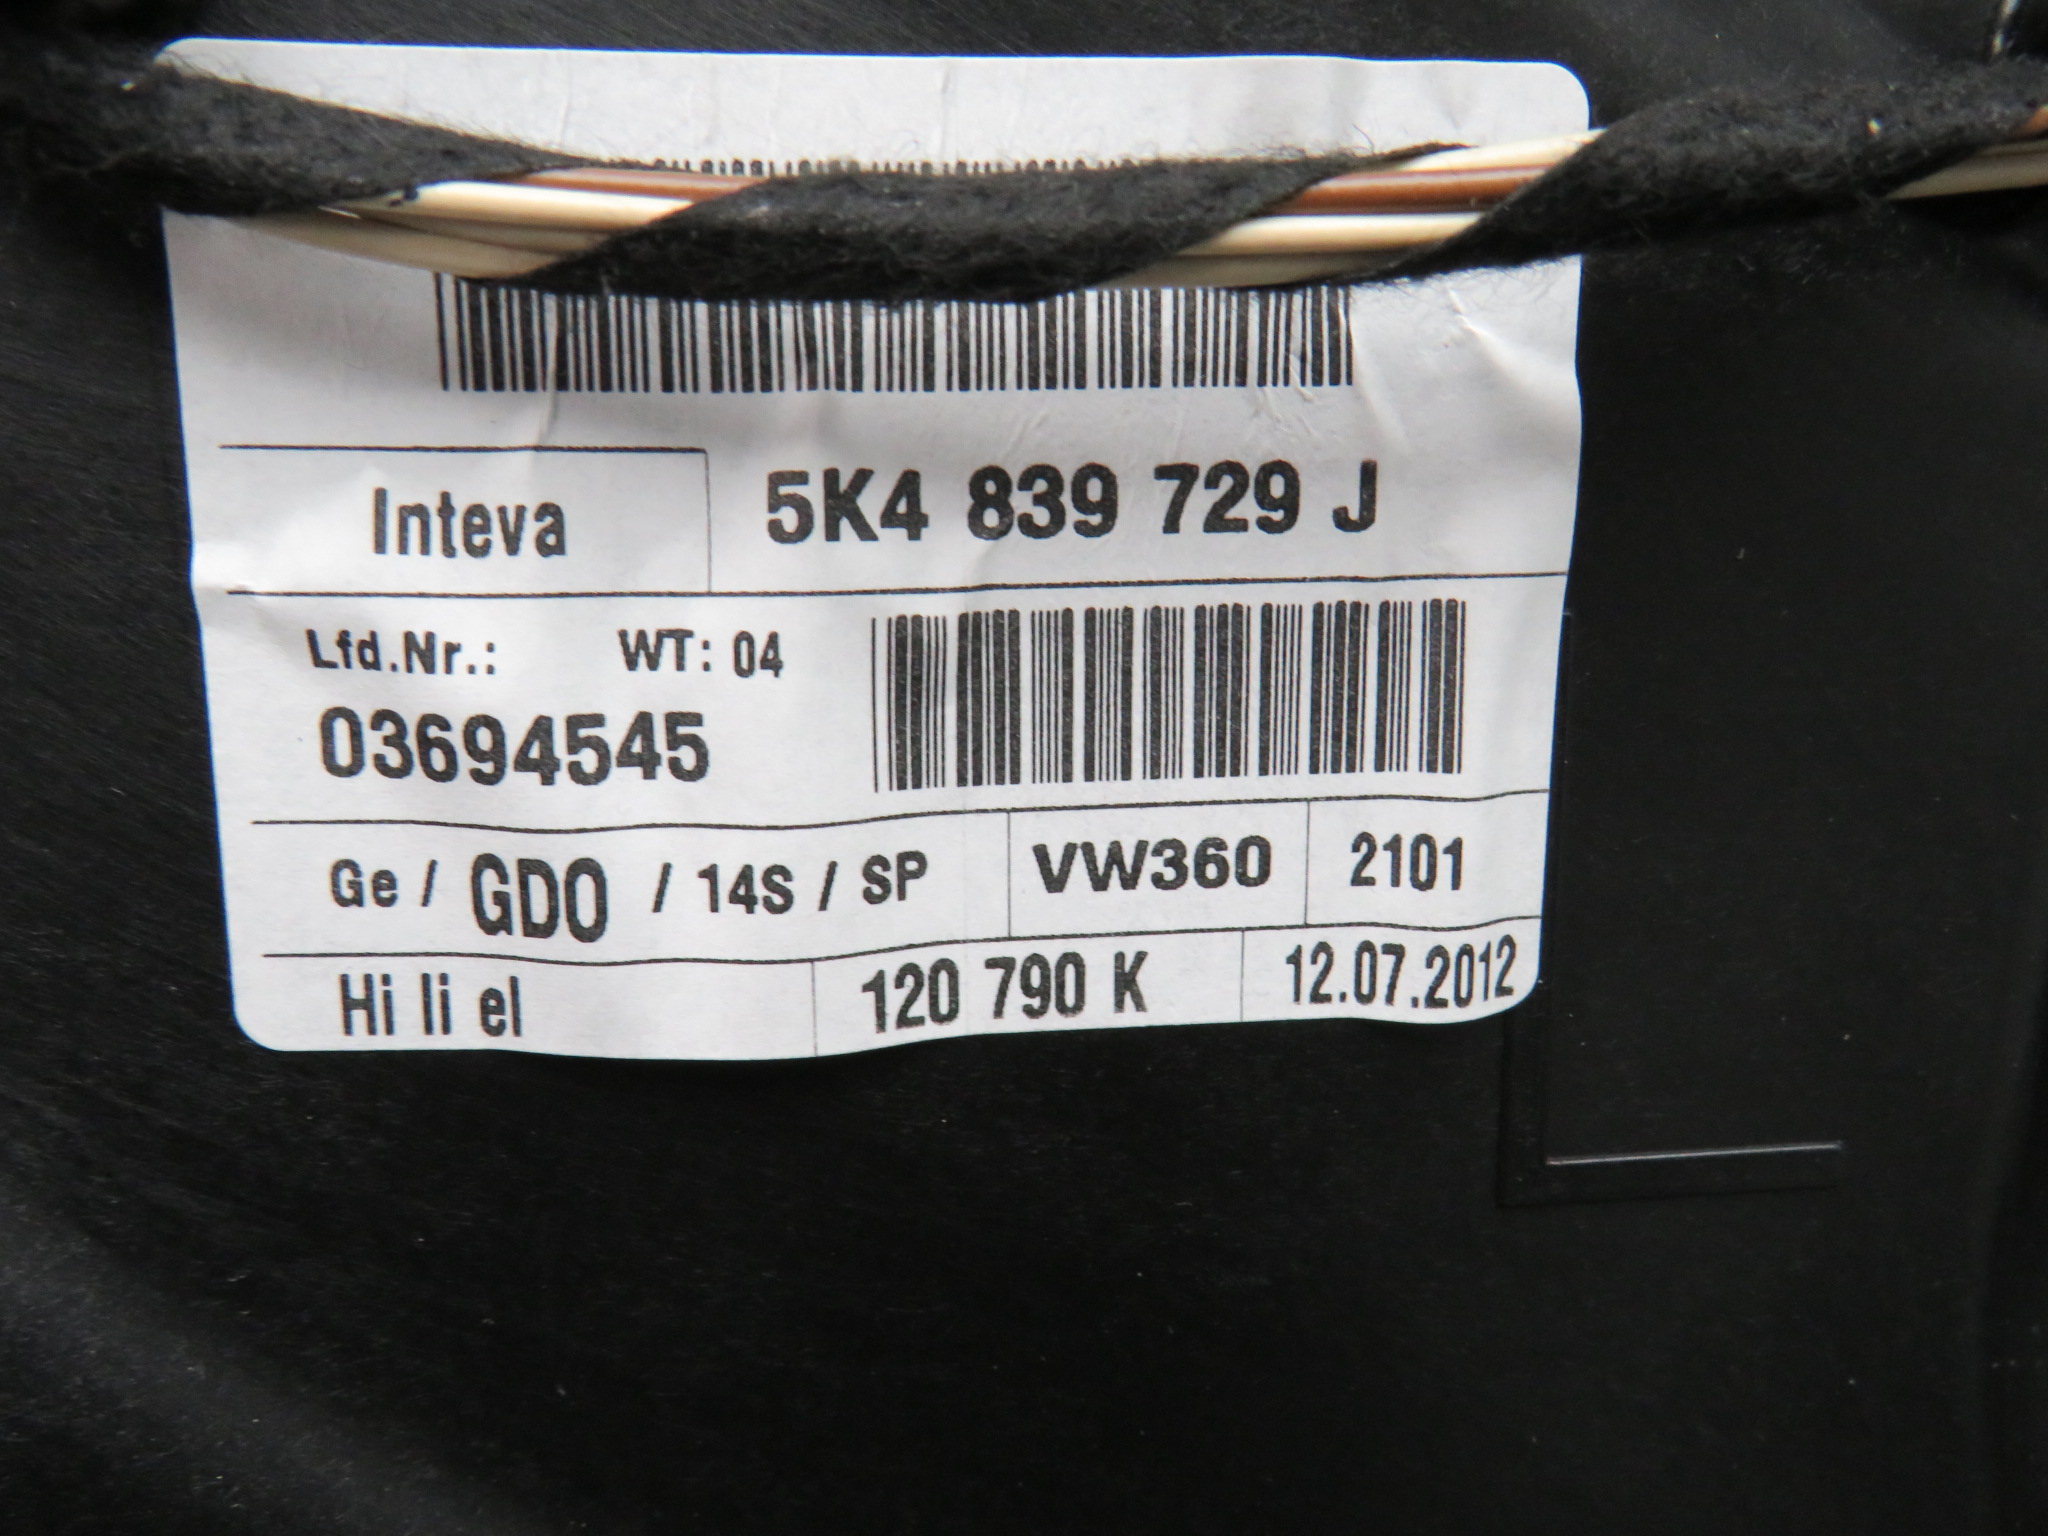 Inteva 5K4 839 729 J
Lfd.Nr.: WT: 04
03694545
Ge / GDO / 14S / SP VW360 2101
Hi li el 120 790 K 12.07.2012